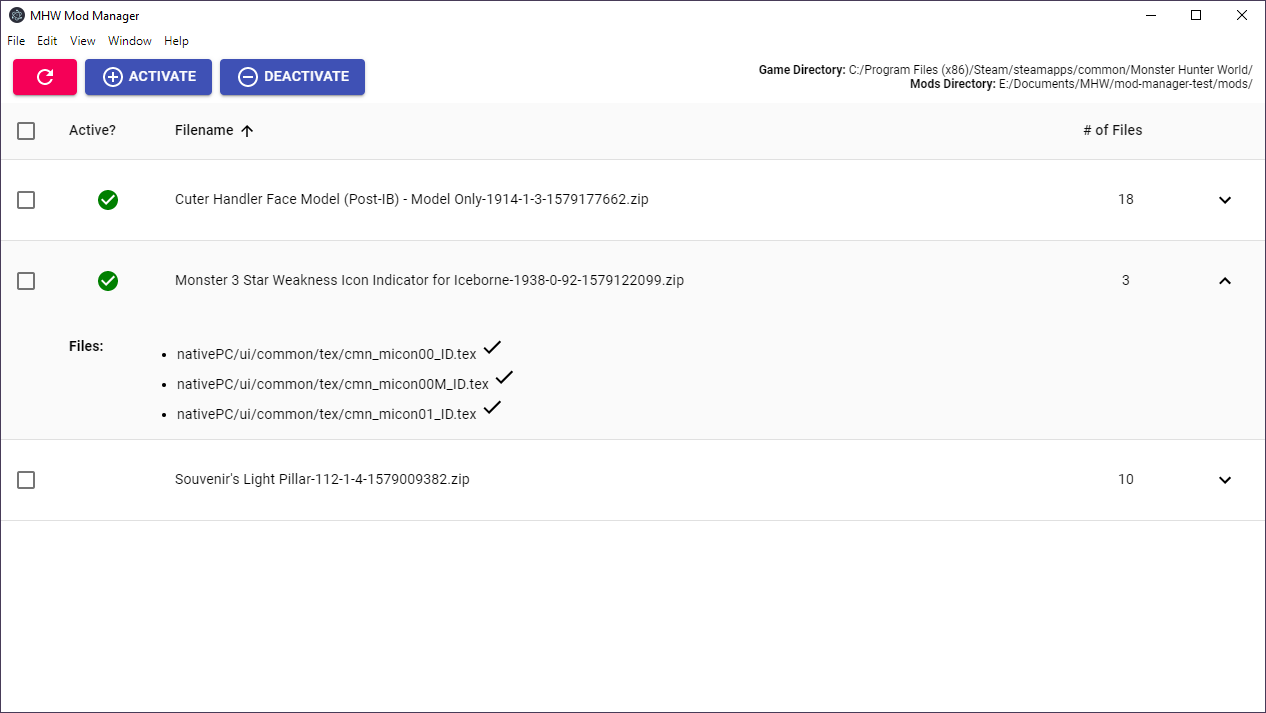 MHW Mod Manager
File Edit View Window Help
ACTIVATE DEACTIVATE
Game Directory: C:/Program Files (x86)/Steam/steamapps/common/Monster Hunter World/
Mods Directory: E:/Documents/MHW/mod-manager-test/mods/
Active? Filename # of Files
Cuter Handler Face Model (Post-IB) - Model Only-1914-1-3-1579177662.zip 18
Monster 3 Star Weakness Icon Indicator for Iceborne-1938-0-92-1579122099.zip 3
Files:
nativePC/ui/common/tex/cmn_micon00_ID.tex
nativePC/ui/common/tex/cmn_micon00M_ID.tex
nativePC/ui/common/tex/cmn_micon01_ID.tex
Souvenir's Light Pillar-112-1-4-1579009382.zip 10